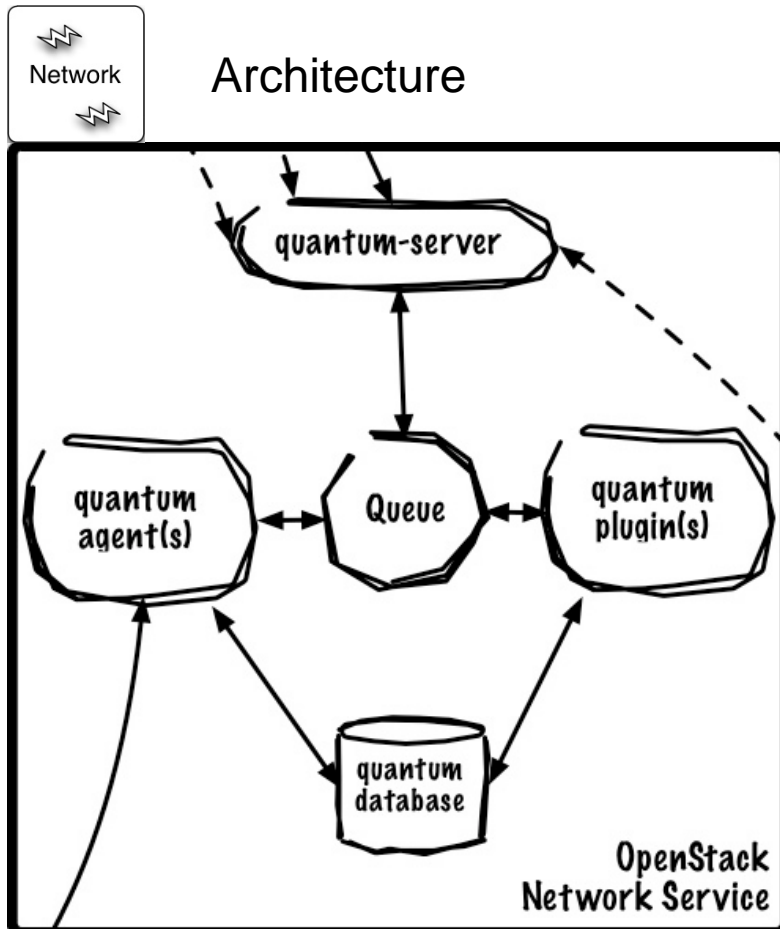 Network
Architecture
quantum-server
quantum
agent(s)
Queue
quantum
plugin(s)
quantum
database
OpenStack
Network Service